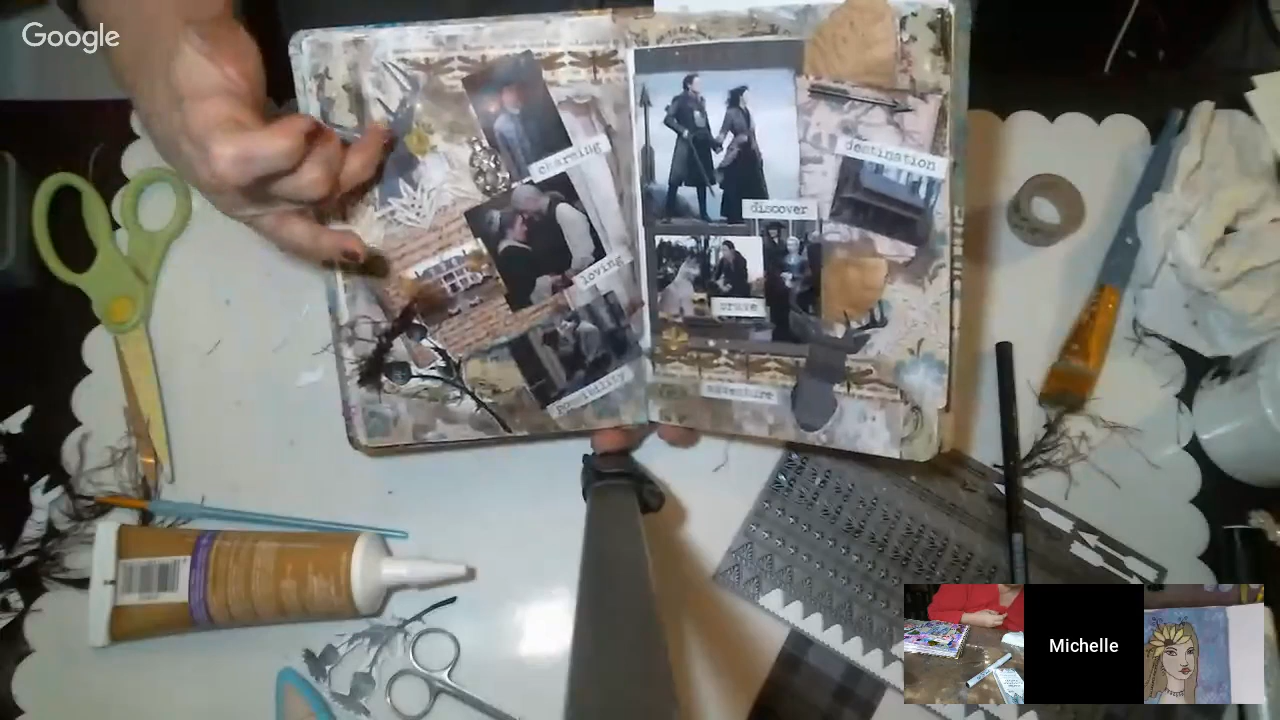 Google
charming
destination
discover
loving
brave
possibility
adventure
Michelle